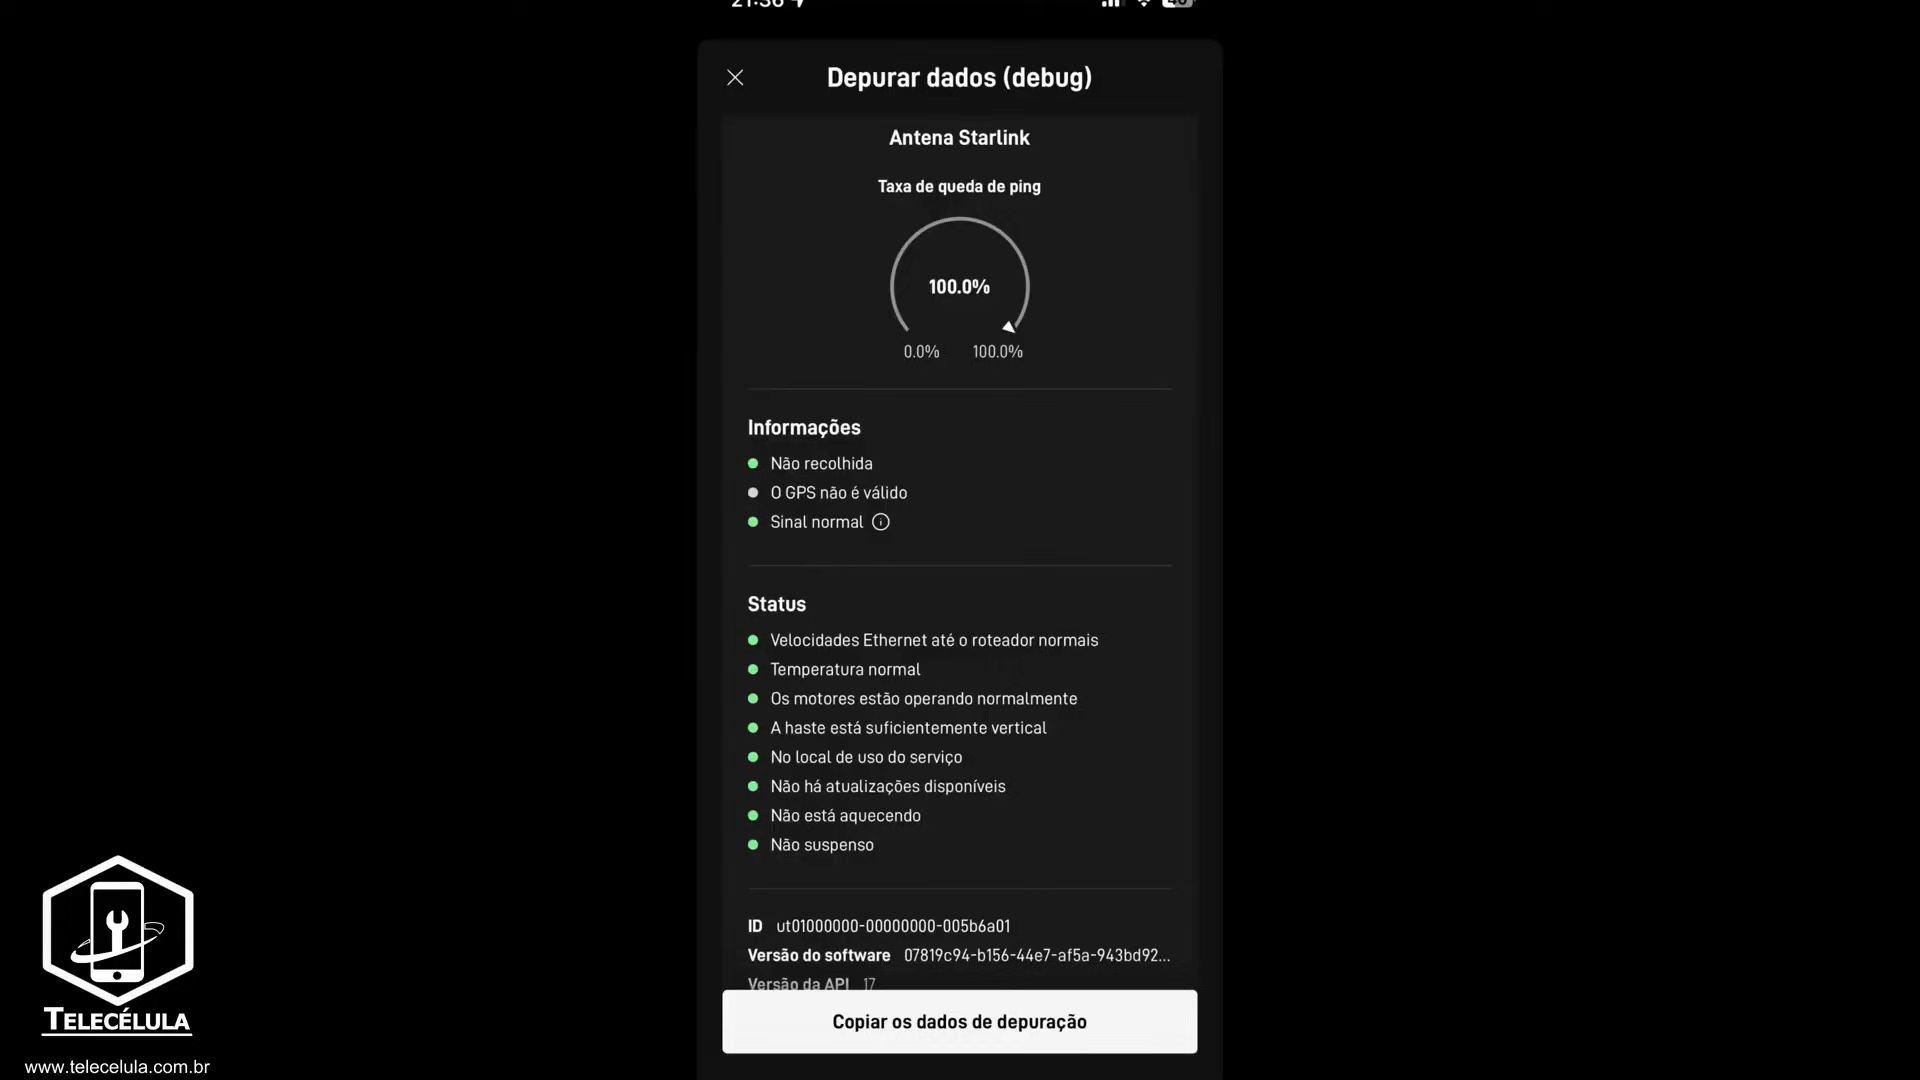 21:36
Depurar dados (debug)
Antena Starlink
Taxa de queda de ping
100.0%
0.0% 100.0%
Informações
Não recolhida
O GPS não é válido
Sinal normal
Status
Velocidades Ethernet até o roteador normais
Temperatura normal
Os motores estão operando normalmente
A haste está suficientemente vertical
No local de uso do serviço
Não há atualizações disponíveis
Não está aquecendo
Não suspenso
ID ut01000000-00000000-005b6a01
Versão do software 07819c94-b156-44e7-af5a-943bd92...
Versão da API 17
Copiar os dados de depuração
TELECÉLULA
www.telecelula.com.br